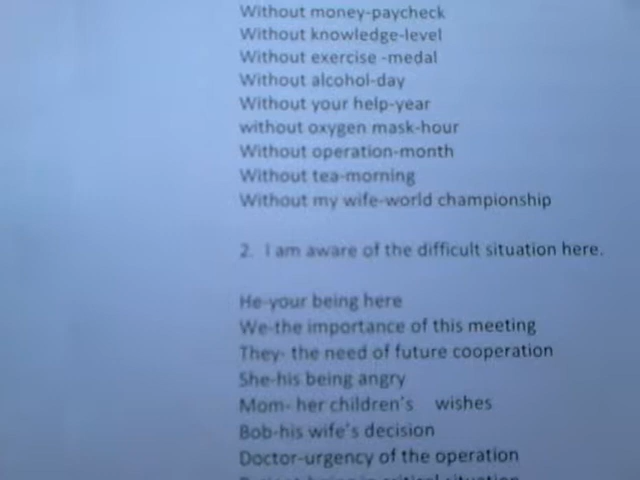 Without money-paycheck
Without knowledge-level
Without exercise -medal
Without alcohol-day
Without your help-year
without oxygen mask-hour
Without operation-month
Without tea-morning
Without my wife-world championship
2. I am aware of the difficult situation here.
He-your being here
We-the importance of this meeting
They- the need of future cooperation
She-his being angry
Mom- her children's wishes
Bob-his wife's decision
Doctor-urgency of the operation